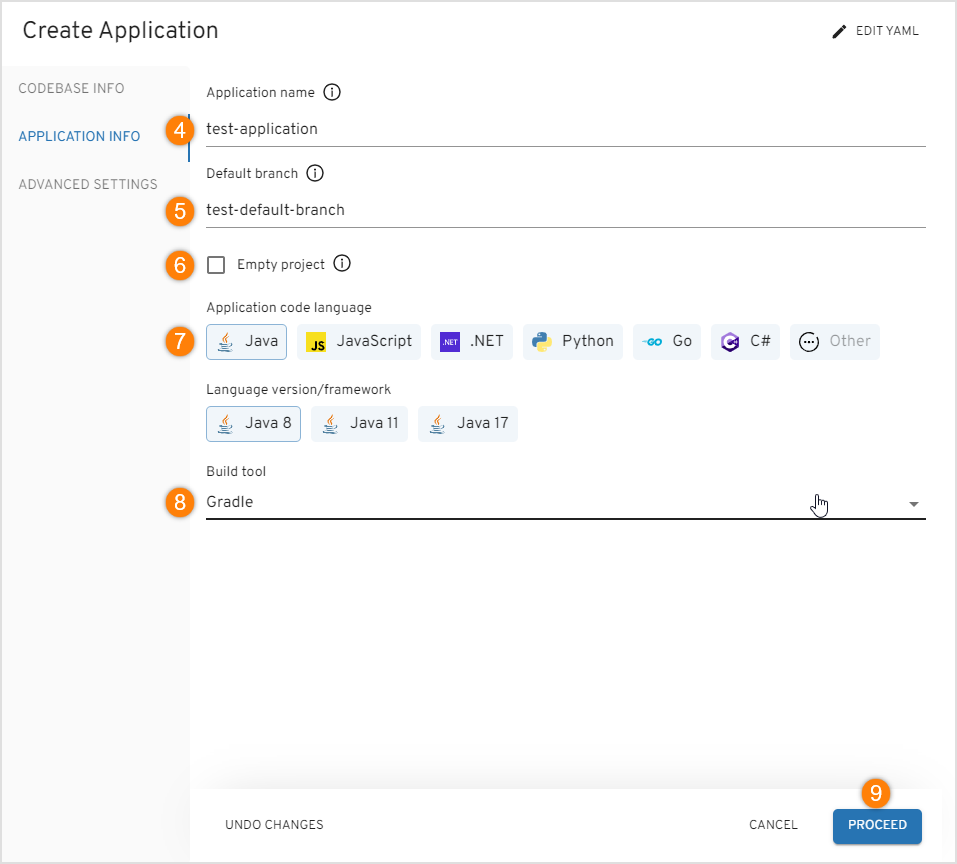 Create Application
EDIT YAML
CODEBASE INFO
APPLICATION INFO
ADVANCED SETTINGS
Application name
4 test-application
Default branch
5 test-default-branch
6 Empty project
Application code language
7 Java JS JavaScript .NET .NET Python GO Go C# Other
Language version/framework
Java 8 Java 11 Java 17
Build tool
8 Gradle
9
UNDO CHANGES CANCEL PROCEED